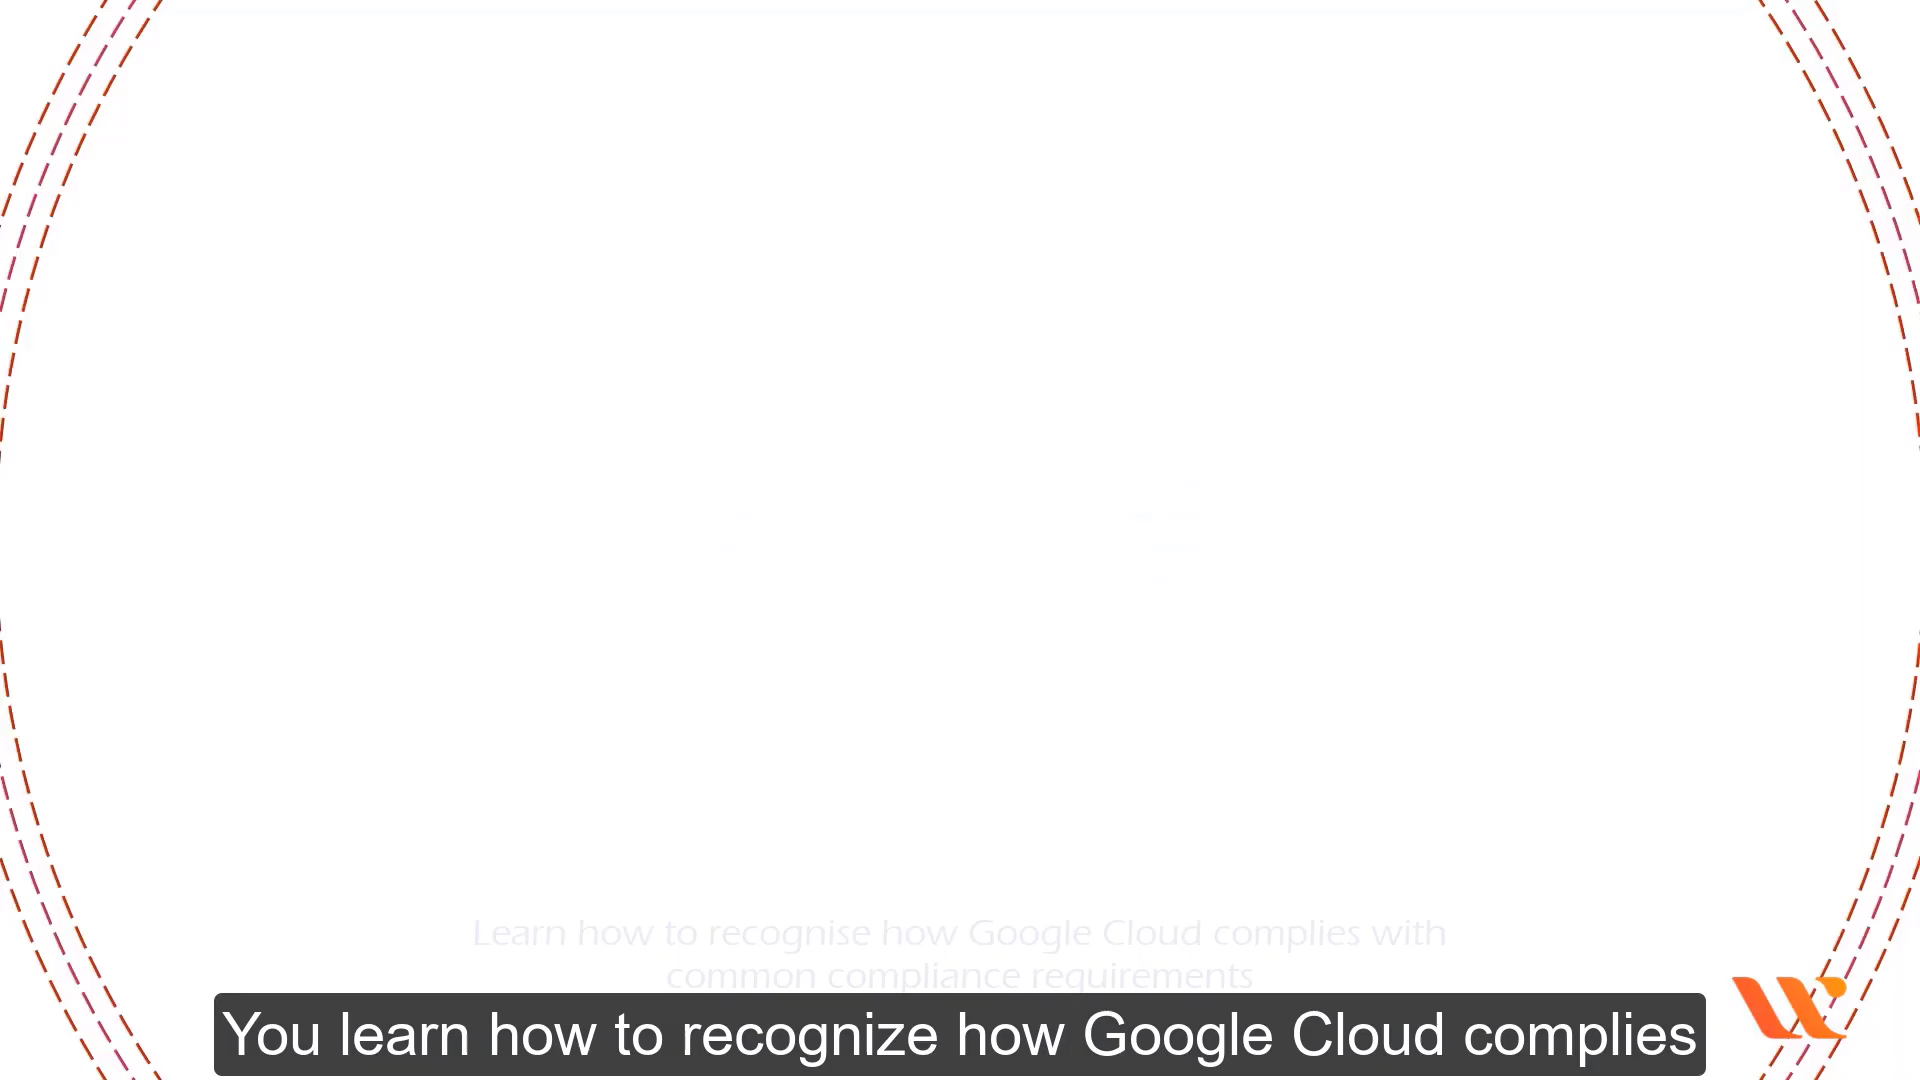 Learn how to recognise how Google Cloud complies with
common compliance requirements
You learn how to recognize how Google Cloud complies